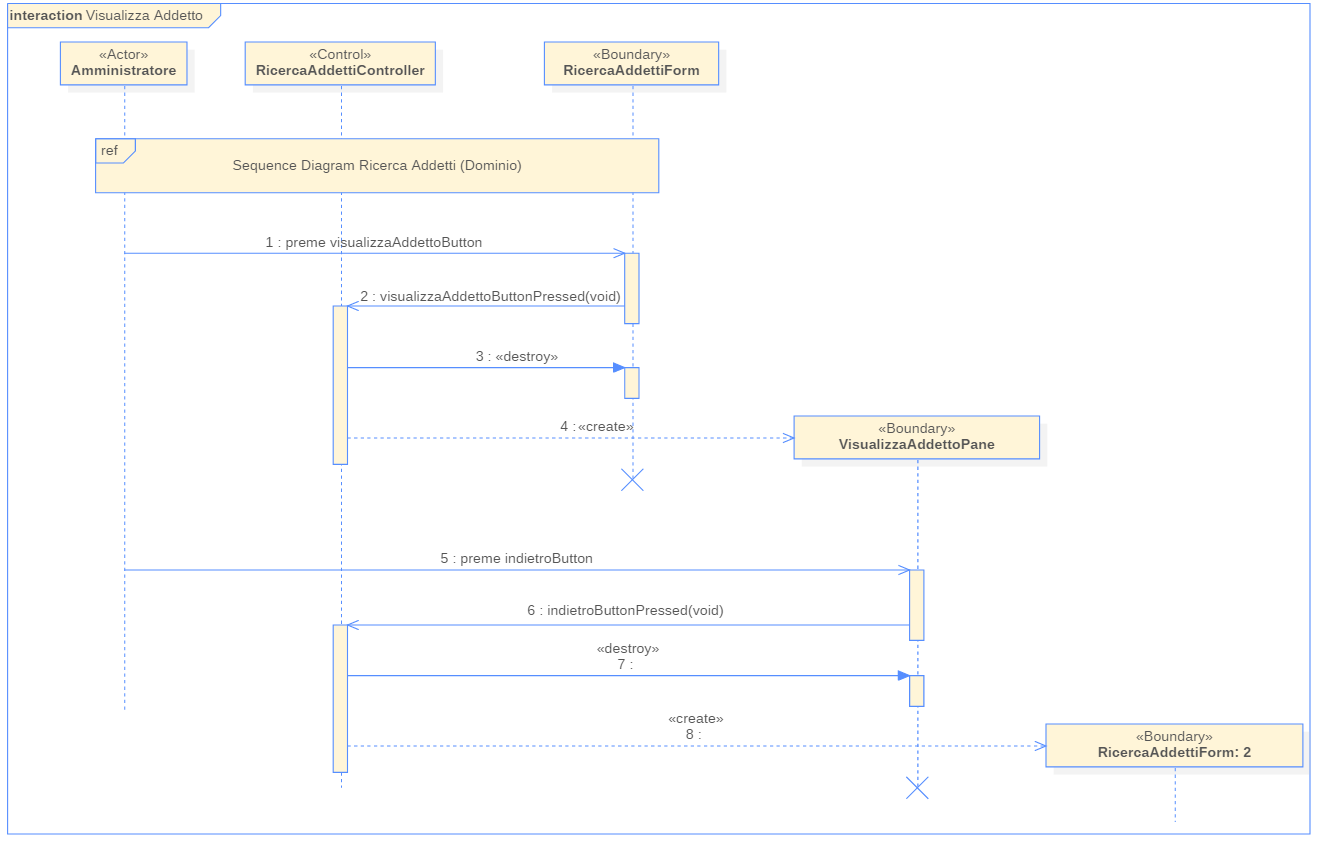 interaction Visualizza Addetto
«Actor»
Amministratore
«Control»
RicercaAddettiController
«Boundary»
RicercaAddettiForm
ref
Sequence Diagram Ricerca Addetti (Dominio)
1 : preme visualizzaAddettoButton
2 : visualizzaAddettoButtonPressed(void)
3 : «destroy»
4 :«create»
«Boundary»
VisualizzaAddettoPane
5 : preme indietroButton
6 : indietroButtonPressed(void)
«destroy»
7 :
«create»
8 :
«Boundary»
RicercaAddettiForm: 2